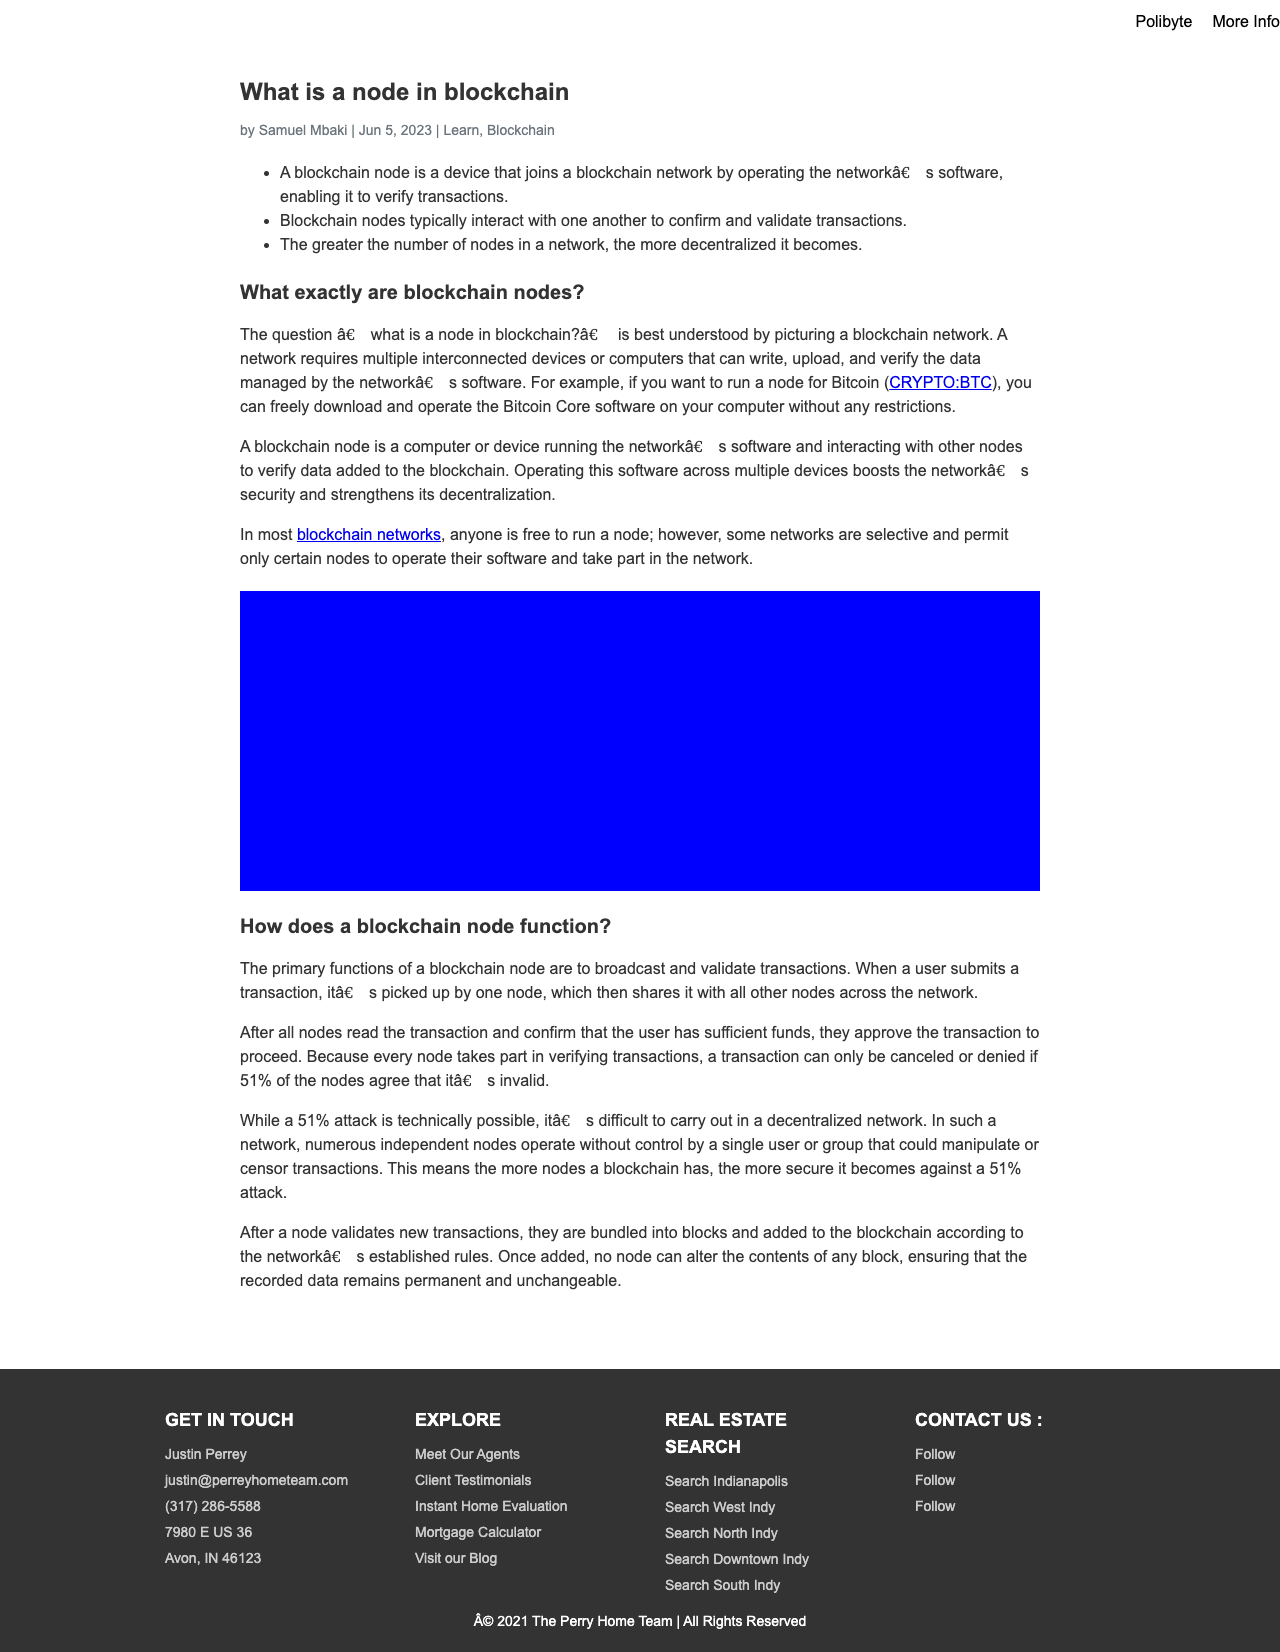 Polibyte More Info
What is a node in blockchain
by Samuel Mbaki | Jun 5, 2023 | Learn, Blockchain
• A blockchain node is a device that joins a blockchain network by operating the networkâ€ s software,
enabling it to verify transactions.
• Blockchain nodes typically interact with one another to confirm and validate transactions.
• The greater the number of nodes in a network, the more decentralized it becomes.
What exactly are blockchain nodes?
The question â€ what is a node in blockchain?â€ is best understood by picturing a blockchain network. A
network requires multiple interconnected devices or computers that can write, upload, and verify the data
managed by the networkâ€ s software. For example, if you want to run a node for Bitcoin (CRYPTO:BTC), you
can freely download and operate the Bitcoin Core software on your computer without any restrictions.
A blockchain node is a computer or device running the networkâ€ s software and interacting with other nodes
to verify data added to the blockchain. Operating this software across multiple devices boosts the networkâ€ s
security and strengthens its decentralization.
In most blockchain networks, anyone is free to run a node; however, some networks are selective and permit
only certain nodes to operate their software and take part in the network.
How does a blockchain node function?
The primary functions of a blockchain node are to broadcast and validate transactions. When a user submits a
transaction, itâ€ s picked up by one node, which then shares it with all other nodes across the network.
After all nodes read the transaction and confirm that the user has sufficient funds, they approve the transaction to
proceed. Because every node takes part in verifying transactions, a transaction can only be canceled or denied if
51% of the nodes agree that itâ€ s invalid.
While a 51% attack is technically possible, itâ€ s difficult to carry out in a decentralized network. In such a
network, numerous independent nodes operate without control by a single user or group that could manipulate or
censor transactions. This means the more nodes a blockchain has, the more secure it becomes against a 51%
attack.
After a node validates new transactions, they are bundled into blocks and added to the blockchain according to
the networkâ€ s established rules. Once added, no node can alter the contents of any block, ensuring that the
recorded data remains permanent and unchangeable.
GET IN TOUCH
Justin Perrey
justin@perreyhometeam.com
(317) 286-5588
7980 E US 36
Avon, IN 46123
EXPLORE
Meet Our Agents
Client Testimonials
Instant Home Evaluation
Mortgage Calculator
Visit our Blog
REAL ESTATE
SEARCH
Search Indianapolis
Search West Indy
Search North Indy
Search Downtown Indy
Search South Indy
CONTACT US :
Follow
Follow
Follow
Â© 2021 The Perry Home Team | All Rights Reserved